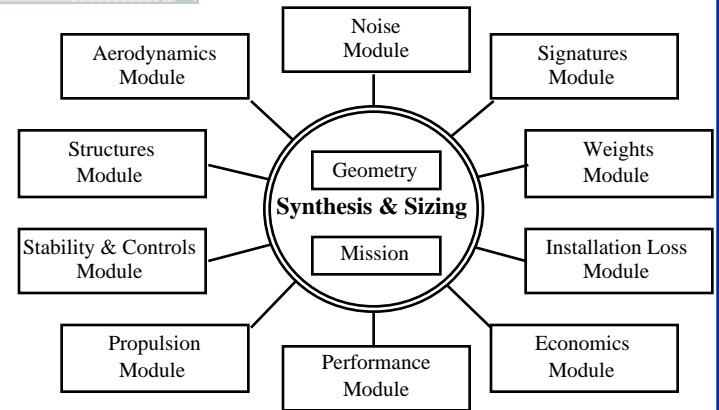 Noise
Module
Aerodynamics
Module
Signatures
Module
Structures
Module
Geometry
Weights
Module
Synthesis & Sizing
Stability & Controls
Module
Mission
Installation Loss
Module
Propulsion
Module
Performance
Module
Economics
Module